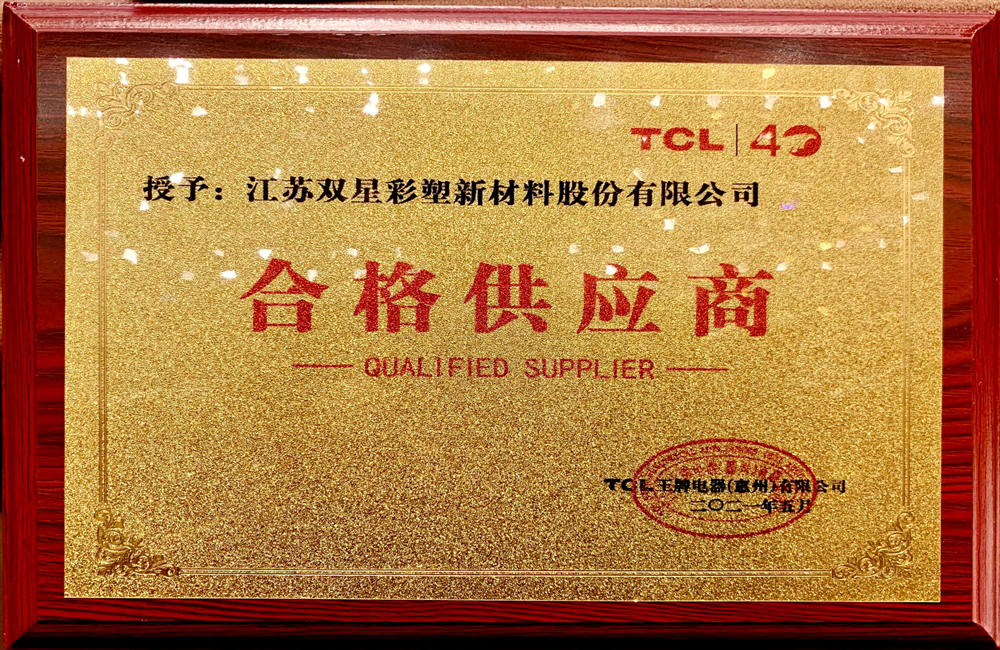 TCL | 40
授予：江苏双星彩塑新材料股份有限公司
合格供应商
QUALIFIED SUPPLIER
TCL王牌电器(惠州)有限公司
二〇二一年五月